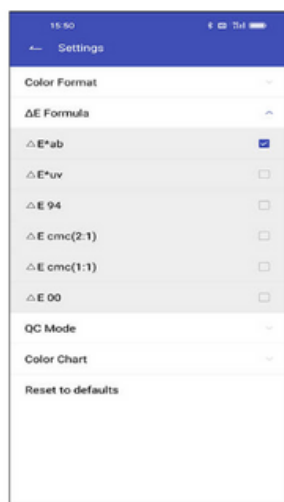 15:50
Settings
Color Format
ΔE Formula
△E*ab
△E*uv
△E 94
△E cmc(2:1)
△E cmc(1:1)
△E 00
QC Mode
Color Chart
Reset to defaults